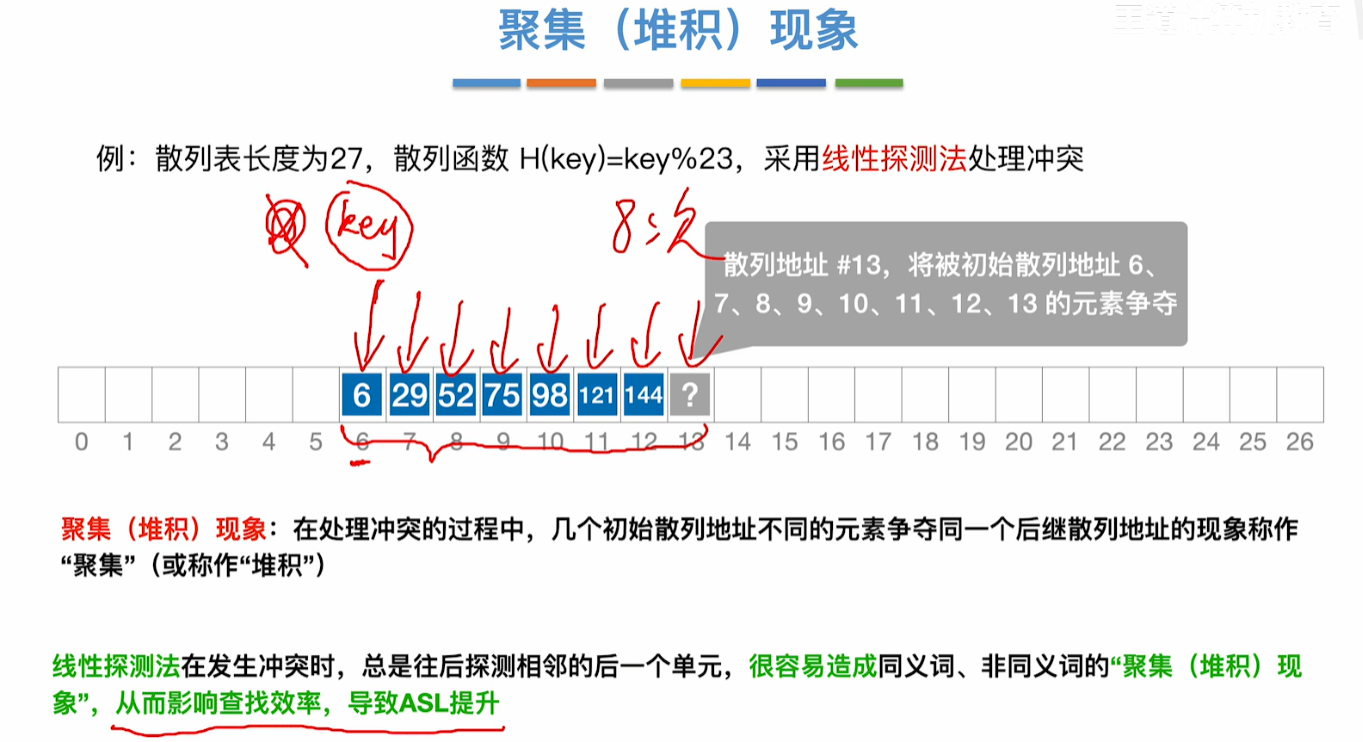 聚集（堆积）现象
例：散列表长度为27，散列函数 H(key)=key%23，采用线性探测法处理冲突
key
8次
散列地址 #13，将被初始散列地址 6、
7、8、9、10、11、12、13 的元素争夺
6 29 52 75 98 121 144 ?
0 1 2 3 4 5 6 7 8 9 10 11 12 13 14 15 16 17 18 19 20 21 22 23 24 25 26
聚集（堆积）现象：在处理冲突的过程中，几个初始散列地址不同的元素争夺同一个后继散列地址的现象称作
“聚集”（或称作“堆积”）
线性探测法在发生冲突时，总是往后探测相邻的后一个单元，很容易造成同义词、非同义词的“聚集（堆积）现
象”，从而影响查找效率，导致ASL提升